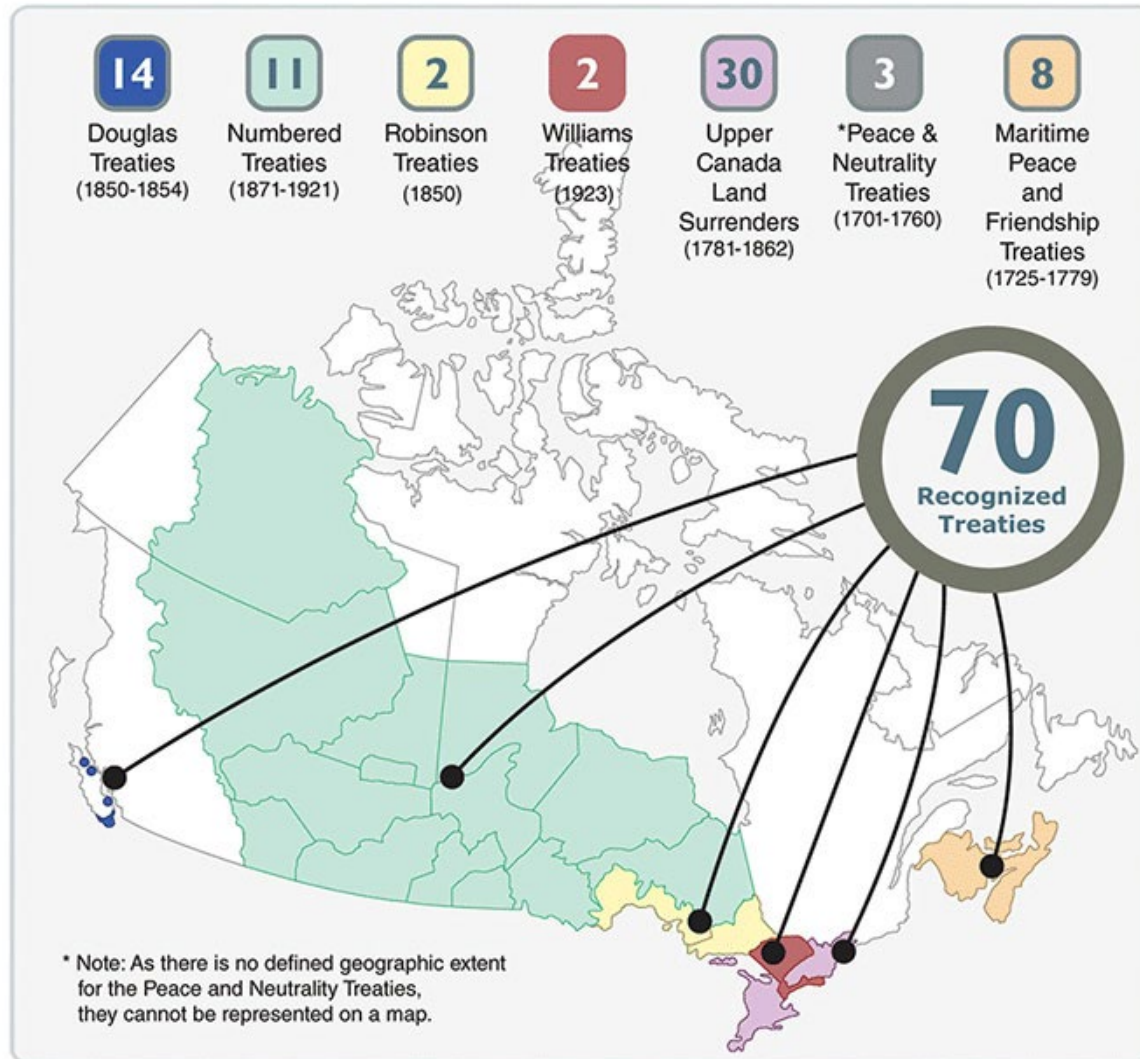 14
Douglas
Treaties
(1850-1854)
11
Numbered
Treaties
(1871-1921)
2
Robinson
Treaties
(1850)
2
Williams
Treaties
(1923)
30
Upper
Canada
Land
Surrenders
(1781-1862)
3
*Peace &
Neutrality
Treaties
(1701-1760)
8
Maritime
Peace
and
Friendship
Treaties
(1725-1779)
70
Recognized
Treaties
* Note: As there is no defined geographic extent
for the Peace and Neutrality Treaties,
they cannot be represented on a map.